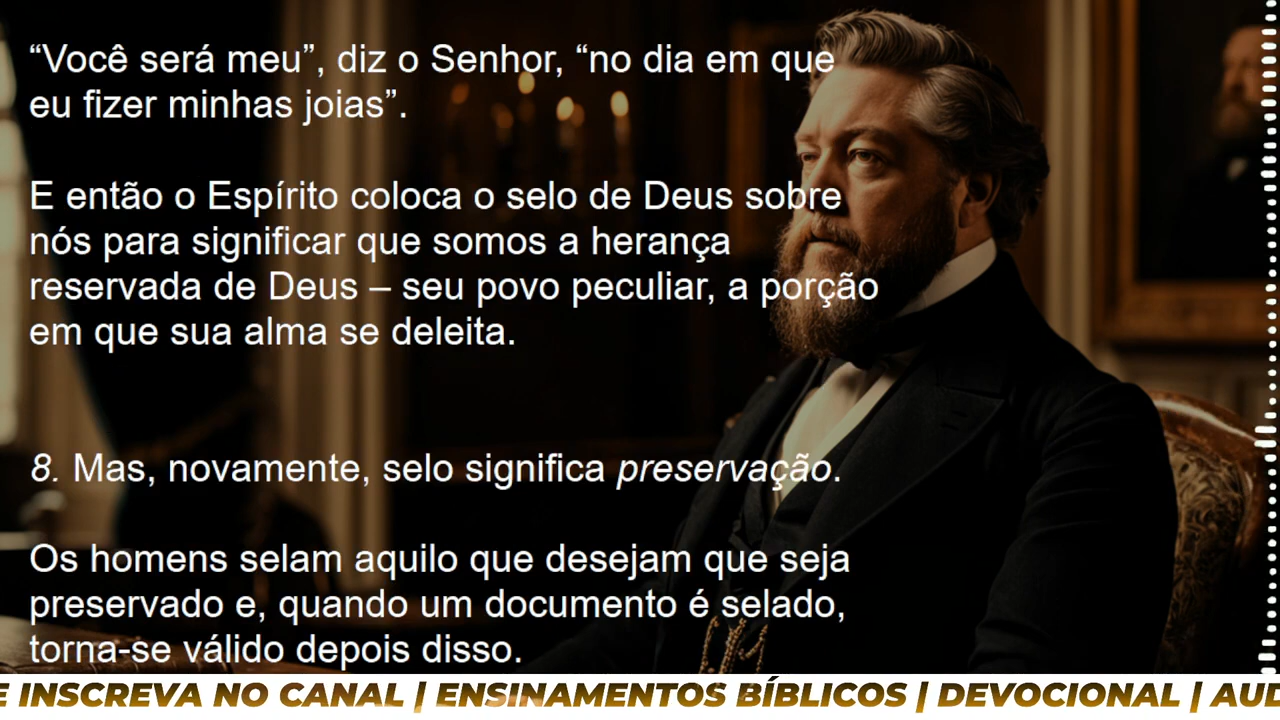 “Você será meu”, diz o Senhor, “no dia em que
eu fizer minhas joias”.
E então o Espírito coloca o selo de Deus sobre
nós para significar que somos a herança
reservada de Deus – seu povo peculiar, a porção
em que sua alma se deleita.
8. Mas, novamente, selo significa preservação.
Os homens selam aquilo que desejam que seja
preservado e, quando um documento é selado,
torna-se válido depois disso.
E INSCREVA NO CANAL | ENSINAMENTOS BÍBLICOS | DEVOCIONAL | AUD